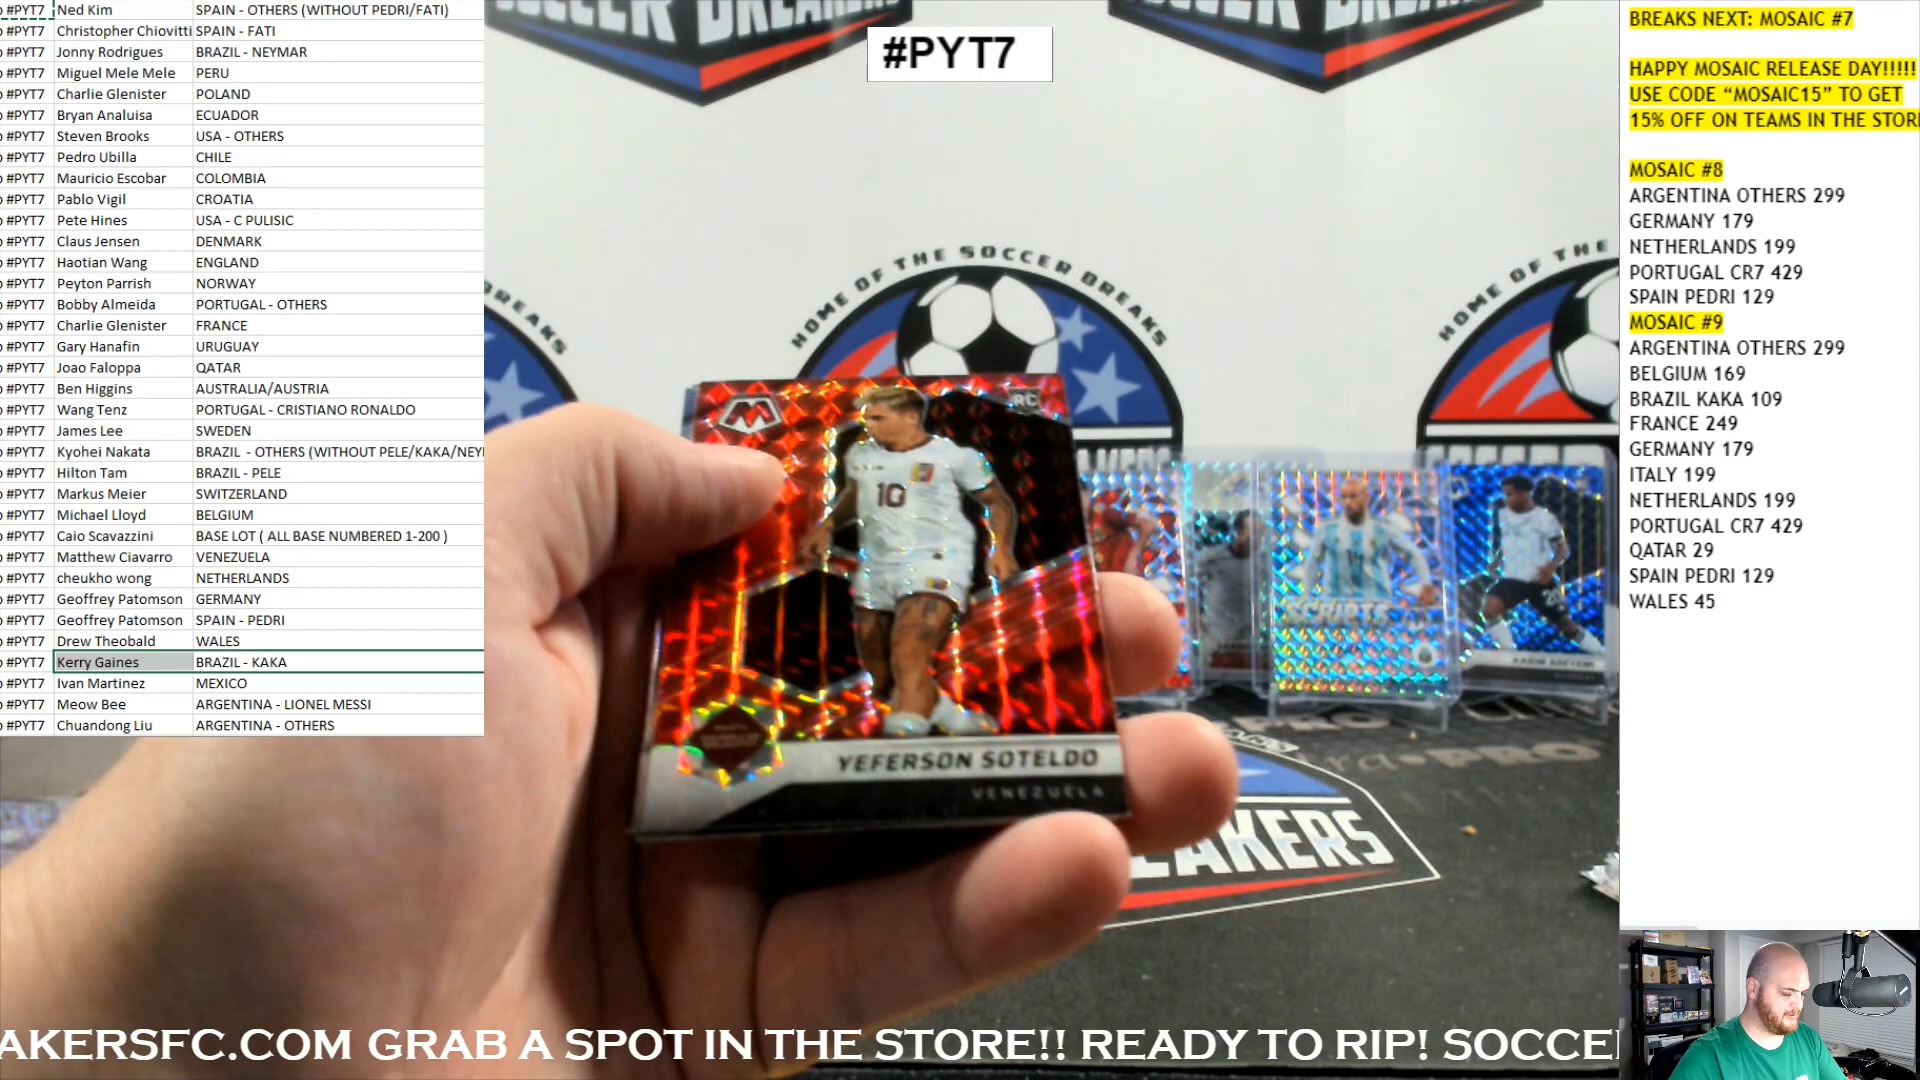 #PYT7 Ned Kim SPAIN - OTHERS (WITHOUT PEDRI/FATI)
#PYT7 Christopher Chiovitti SPAIN - FATI
#PYT7 Jonny Rodrigues BRAZIL - NEYMAR
#PYT7 Miguel Mele Mele PERU
#PYT7 Charlie Glenister POLAND
#PYT7 Bryan Analuisa ECUADOR
#PYT7 Steven Brooks USA - OTHERS
#PYT7 Pedro Ubilla CHILE
#PYT7 Mauricio Escobar COLOMBIA
#PYT7 Pablo Vigil CROATIA
#PYT7 Pete Hines USA - C PULISIC
#PYT7 Claus Jensen DENMARK
#PYT7 Haotian Wang ENGLAND
#PYT7 Peyton Parrish NORWAY
#PYT7 Bobby Almeida PORTUGAL - OTHERS
#PYT7 Charlie Glenister FRANCE
#PYT7 Gary Hanafin URUGUAY
#PYT7 Joao Faloppa QATAR
#PYT7 Ben Higgins AUSTRALIA/AUSTRIA
#PYT7 Wang Tenz PORTUGAL - CRISTIANO RONALDO
#PYT7 James Lee SWEDEN
#PYT7 Kyohei Nakata BRAZIL - OTHERS (WITHOUT PELE/KAKA/NEY
#PYT7 Hilton Tam BRAZIL - PELE
#PYT7 Markus Meier SWITZERLAND
#PYT7 Michael Lloyd BELGIUM
#PYT7 Caio Scavazzini BASE LOT ( ALL BASE NUMBERED 1-200 )
#PYT7 Matthew Ciavarro VENEZUELA
#PYT7 cheukho wong NETHERLANDS
#PYT7 Geoffrey Patomson GERMANY
#PYT7 Geoffrey Patomson SPAIN - PEDRI
#PYT7 Drew Theobald WALES
#PYT7 Kerry Gaines BRAZIL - KAKA
#PYT7 Ivan Martinez MEXICO
#PYT7 Meow Bee ARGENTINA - LIONEL MESSI
#PYT7 Chuandong Liu ARGENTINA - OTHERS
SOCCER BREAKERS
#PYT7
HOME OF THE SOCCER BREAKS
BREAKS
HOME OF THE
RC
10
YEFERSON SOTELDO
VENEZUELA
SCRIPTS
KARIM ADEYEMI
PRO
AKERS
BREAKS NEXT: MOSAIC #7
HAPPY MOSAIC RELEASE DAY!!!!!
USE CODE “MOSAIC15” TO GET
15% OFF ON TEAMS IN THE STOR
MOSAIC #8
ARGENTINA OTHERS 299
GERMANY 179
NETHERLANDS 199
PORTUGAL CR7 429
SPAIN PEDRI 129
MOSAIC #9
ARGENTINA OTHERS 299
BELGIUM 169
BRAZIL KAKA 109
FRANCE 249
GERMANY 179
ITALY 199
NETHERLANDS 199
PORTUGAL CR7 429
QATAR 29
SPAIN PEDRI 129
WALES 45
AKERSFC.COM GRAB A SPOT IN THE STORE!! READY TO RIP! SOCCE